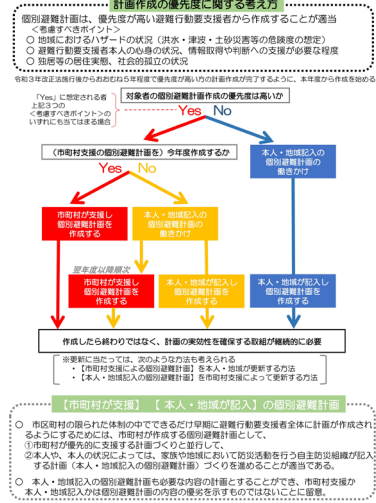 計画作成の優先度に関する考え方
個別避難計画は、優先度が高い避難行動要支援者から作成することが適当
＜考慮すべきポイント＞
○ 地域におけるハザードの状況（洪水・津波・土砂災害等の危険度の想定）
○ 避難行動要支援者本人の心身の状況、情報取得や判断への支援が必要な程度
○ 独居等の居住実態、社会的孤立の状況
令和３年改正法施行後からおおむね５年程度で優先度が高い方の計画作成が完了するように、本年度から作成を始める
対象者の個別避難計画作成の優先度は高いか
「Yes」に想定される者
上記３つの
＜考慮すべきポイント＞の
いずれにも当てはまる場合
Yes
No
（市町村支援の個別避難計画を）今年度作成するか
本人・地域記入の
個別避難計画の
働きかけ
Yes
No
市町村が支援し
個別避難計画を
作成する
本人・地域記入の
個別避難計画
の働きかけ
翌年度以降順次
市町村が支援し
個別避難計画を
作成する
本人・地域が記入し
個別避難計画を
作成する
本人・地域が記入し
個別避難計画を
作成する
作成したら終わりではなく、計画の実効性を確保する取組が継続的に必要
※更新に当たっては、次のような方法も考えられる
・【市町村支援による個別避難計画】を本人・地域が更新する方法
・【本人・地域記入の個別避難計画】を市町村支援によって更新する方法
【市町村が支援】【本人・地域が記入】の個別避難計画
○ 市区町村の限られた体制の中でできるだけ早期に避難行動要支援者全体に計画が作成され
るようにするためには、市町村が作成する個別避難計画として、
①市町村が優先的に支援する計画づくりと並行して、
②本人や、本人の状況によっては、家族や地域において防災活動を行う自主防災組織が記入
する計画（本人・地域記入の個別避難計画）づくりを進めることが適当である。
○ 本人・地域記入の個別避難計画も必要な内容の計画とすることができ、市町村支援か
本人・地域記入かは個別避難計画の内容の優劣を示すものではないことに留意。